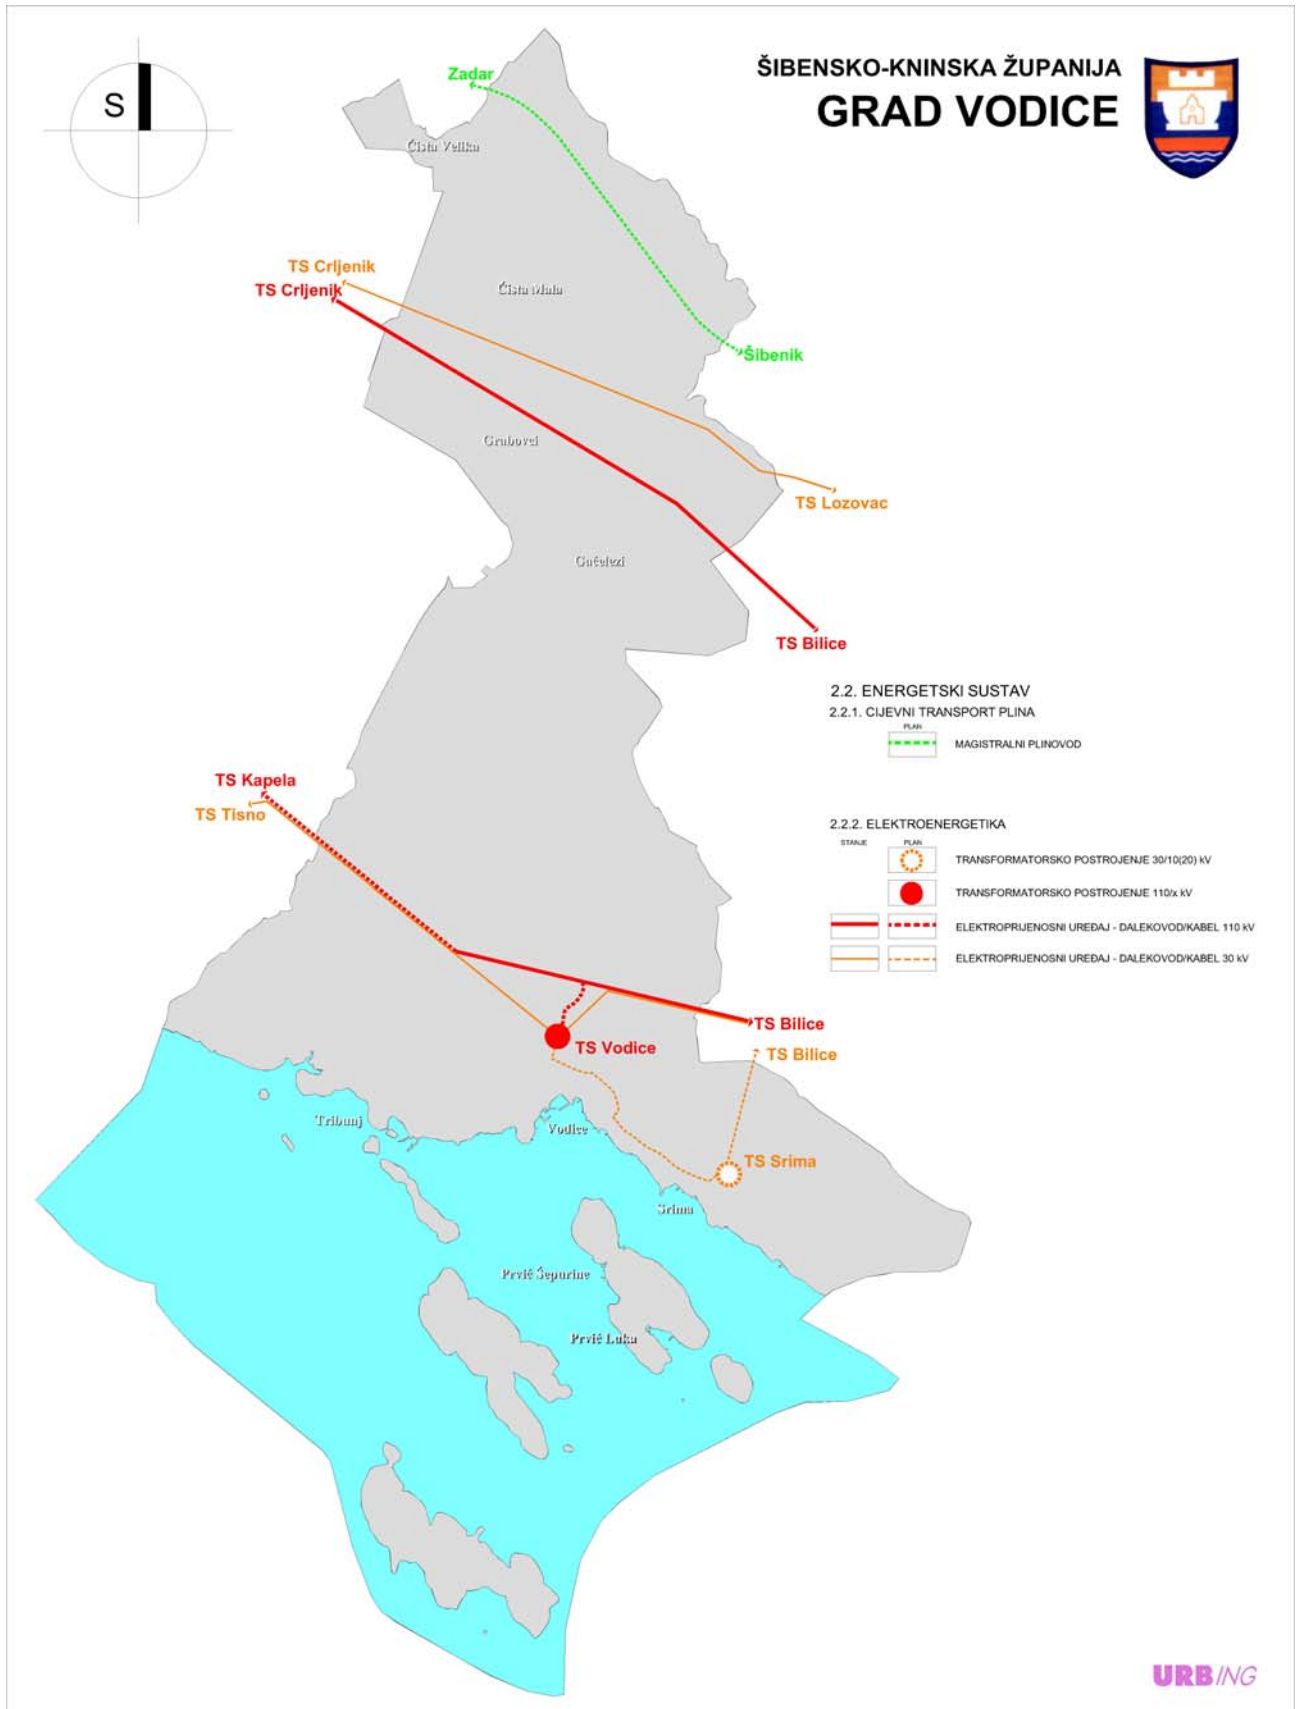 ŠIBENSKO-KNINSKA ŽUPANIJA
GRAD VODICE
S
Zadar
Čista Velika
TS Crljenik
TS Crljenik
Čista Mala
Šibenik
Grabovci
TS Lozovac
Gaćelezi
TS Bilice
2.2. ENERGETSKI SUSTAV
2.2.1. CIJEVNI TRANSPORT PLINA
PLAN
MAGISTRALNI PLINOVOD
TS Kapela
TS Tisno
2.2.2. ELEKTROENERGETIKA
STANJE PLAN
TRANSFORMATORSKO POSTROJENJE 30/10(20) kV
TRANSFORMATORSKO POSTROJENJE 110/x kV
ELEKTROPRIJENOSNI UREĐAJ - DALEKOVOD/KABEL 110 kV
ELEKTROPRIJENOSNI UREĐAJ - DALEKOVOD/KABEL 30 kV
TS Bilice
TS Vodice
TS Bilice
Tribunj
Vodice
TS Srima
Srima
Prvić Šepurine
Prvić Luka
URBING